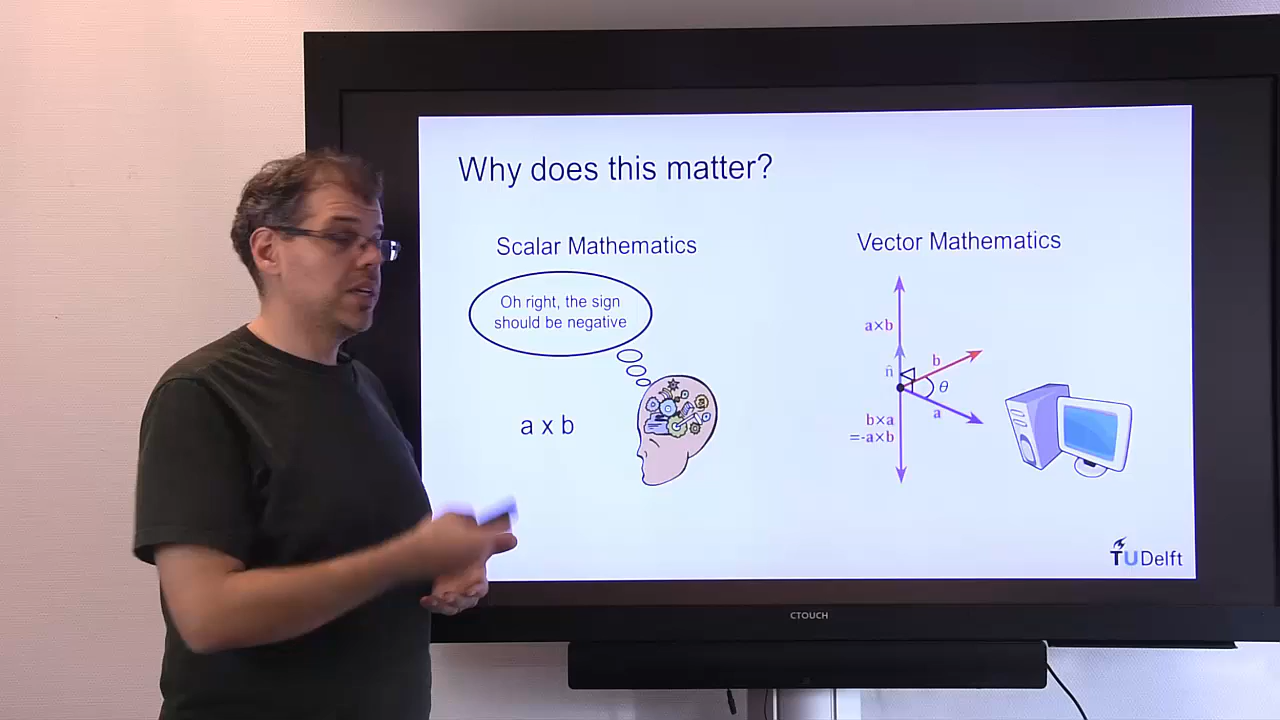 Why does this matter?
Scalar Mathematics
Oh right, the sign
should be negative
a x b
Vector Mathematics
a×b
n̂
b
θ
a
b×a
=-a×b
TUDelft
CTOUCH